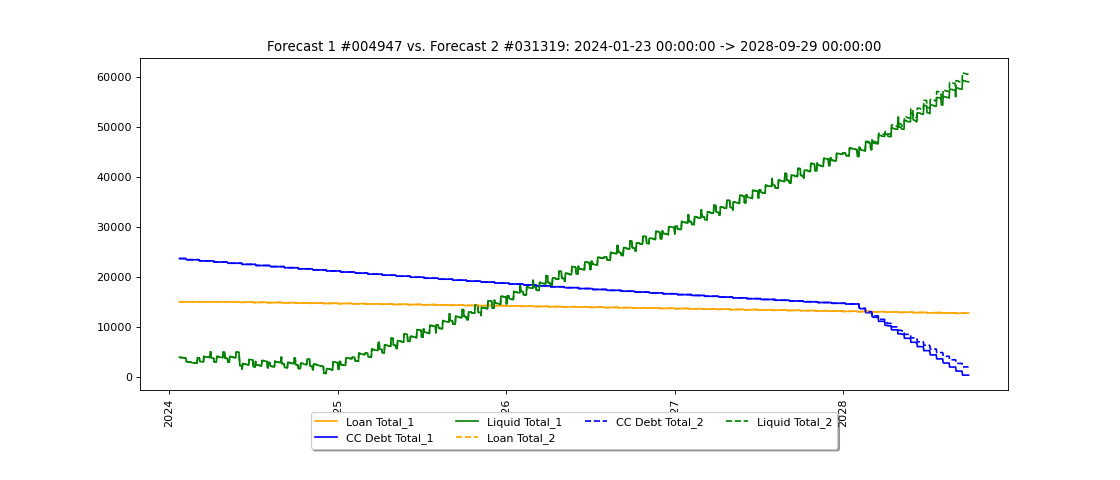 Forecast 1 #004947 vs. Forecast 2 #031319: 2024-01-23 00:00:00 -> 2028-09-29 00:00:00
60000
50000
40000
30000
20000
10000
0
2024
25
26
27
2028
Loan Total_1
Liquid Total_1
CC Debt Total_2
Liquid Total_2
CC Debt Total_1
Loan Total_2